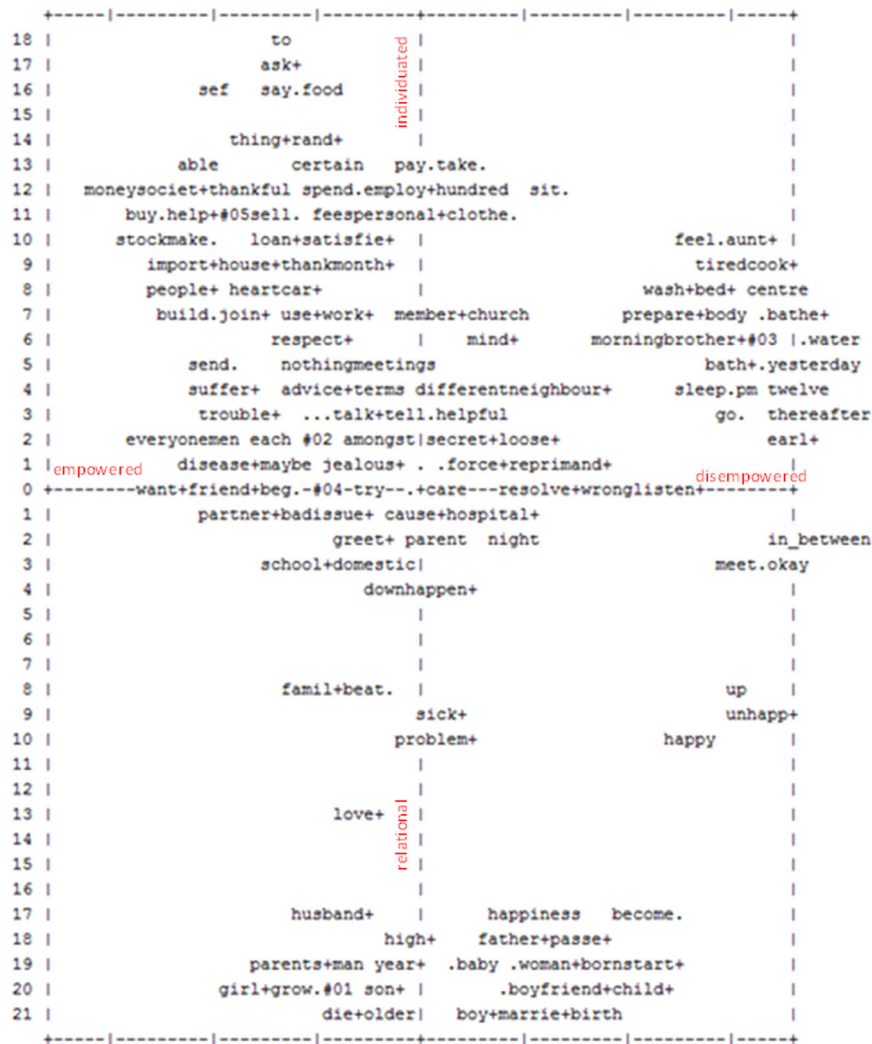 +-----|---------|---------|---------+---------|---------|---------|-----+
18 | to | individuated
17 | ask+ |
16 | sef say.food |
15 | |
14 | thing+rand+ | |
13 | able certain pay.take. |
12 | moneysociet+thankful spend.employ+hundred sit. |
11 | buy.help+#05sell. feespersonal+clothe. |
10 | stockmake. loan+satisfie+ | feel.aunt+ |
9 | import+house+thankmonth+ | tiredcook+
8 | people+ heartcar+ | wash+bed+ centre
7 | build.join+ use+work+ member+church prepare+body .bathe+
6 | respect+ | mind+ morningbrother+#03 |.water
5 | send. nothingmeetings bath+.yesterday
4 | suffer+ advice+terms differentneighbour+ sleep.pm twelve
3 | trouble+ ...talk+tell.helpful go. thereafter
2 | everyonemen each #02 amongst|secret+loose+ earl+
1 | empowered disease+maybe jealous+ . .force+reprimand+ disempowered |
0 +--------want+friend+beg.-#04-try--.+care---resolve+wronglisten+--------+
1 | partner+badissue+ cause+hospital+ |
2 | greet+ parent night in_between
3 | school+domestic| meet.okay
4 | downhappen+ |
5 | | |
6 | | |
7 | | |
8 | famil+beat. | up |
9 | sick+ unhapp+
10 | problem+ happy |
11 | | |
12 | | |
13 | love+ relational | |
14 | | |
15 | | |
16 | | |
17 | husband+ | happiness become. |
18 | high+ father+passe+ |
19 | parents+man year+ .baby .woman+bornstart+ |
20 | girl+grow.#01 son+ | .boyfriend+child+ |
21 | die+older| boy+marrie+birth |
+-----|---------|---------|---------+---------|---------|---------|-----+